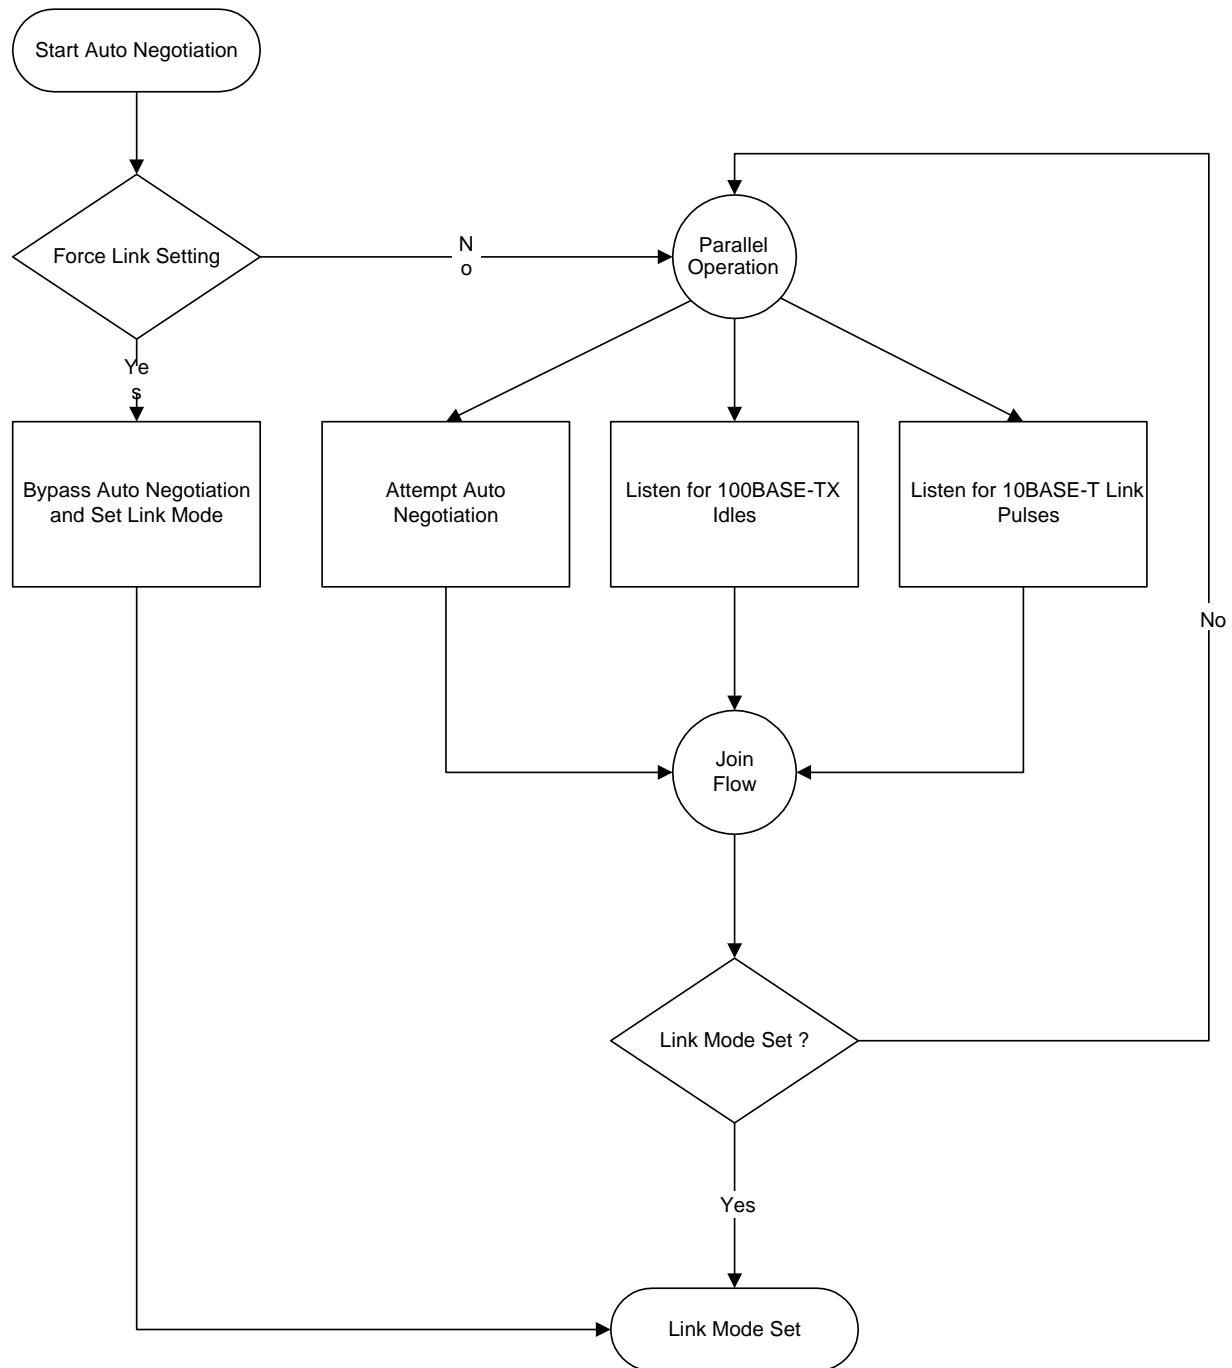 Start Auto Negotiation
Force Link Setting
N
o
Parallel
Operation
Ye
s
Bypass Auto Negotiation
and Set Link Mode
Attempt Auto
Negotiation
Listen for 100BASE-TX
Idles
Listen for 10BASE-T Link
Pulses
No
Join
Flow
Link Mode Set ?
Yes
Link Mode Set